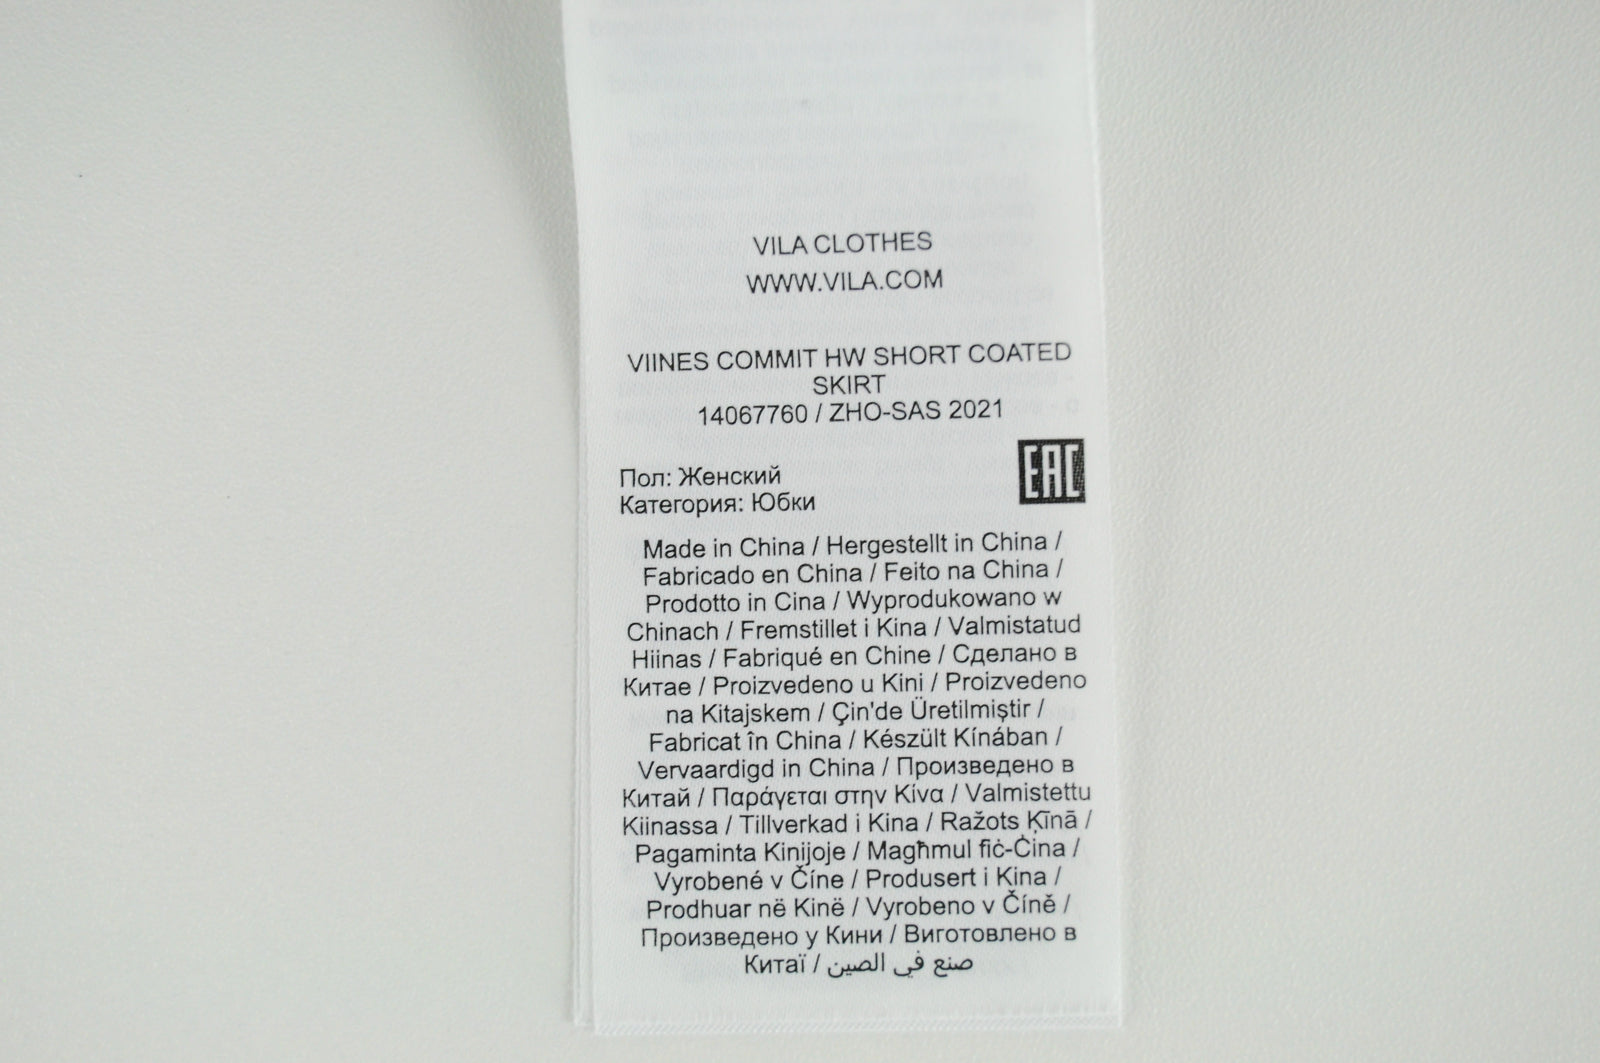 VILA CLOTHES
WWW.VILA.COM
VIINES COMMIT HW SHORT COATED
SKIRT
14067760 / ZHO-SAS 2021
EAC
Пол: Женский
Категория: Юбки
Made in China / Hergestellt in China /
Fabricado en China / Feito na China /
Prodotto in Cina / Wyprodukowano w
Chinach / Fremstillet i Kina / Valmistatud
Hiinas / Fabriqué en Chine / Сделано в
Китае / Proizvedeno u Kini / Proizvedeno
na Kitajskem / Çin'de Üretilmiştir /
Fabricat în China / Készült Kínában /
Vervaardigd in China / Произведено в
Китай / Παράγεται στην Κίνα / Valmistettu
Kiinassa / Tillverkad i Kina / Ražots Ķīnā /
Pagaminta Kinijoje / Magħmul fiċ-Ċina /
Vyrobené v Číne / Produsert i Kina /
Prodhuar në Kinë / Vyrobeno v Číně /
Произведено у Кини / Виготовлено в
Китаї / صنع في الصين